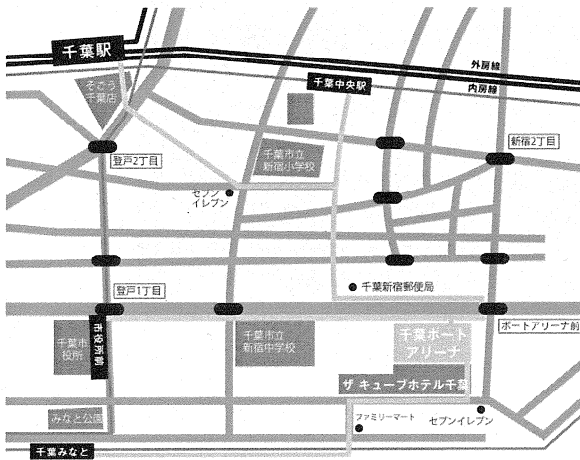 千葉駅
外房線
内房線
千葉中央駅
そごう
千葉店
新宿2丁目
登戸2丁目
千葉市立
新宿小学校
セブン
イレブン
千葉新宿郵便局
登戸1丁目
ポートアリーナ前
市役所前
千葉市
役所
千葉市立
新宿中学校
千葉ポート
アリーナ
ザ キューブホテル千葉
みなと公園
ファミリーマート
セブンイレブン
千葉みなと